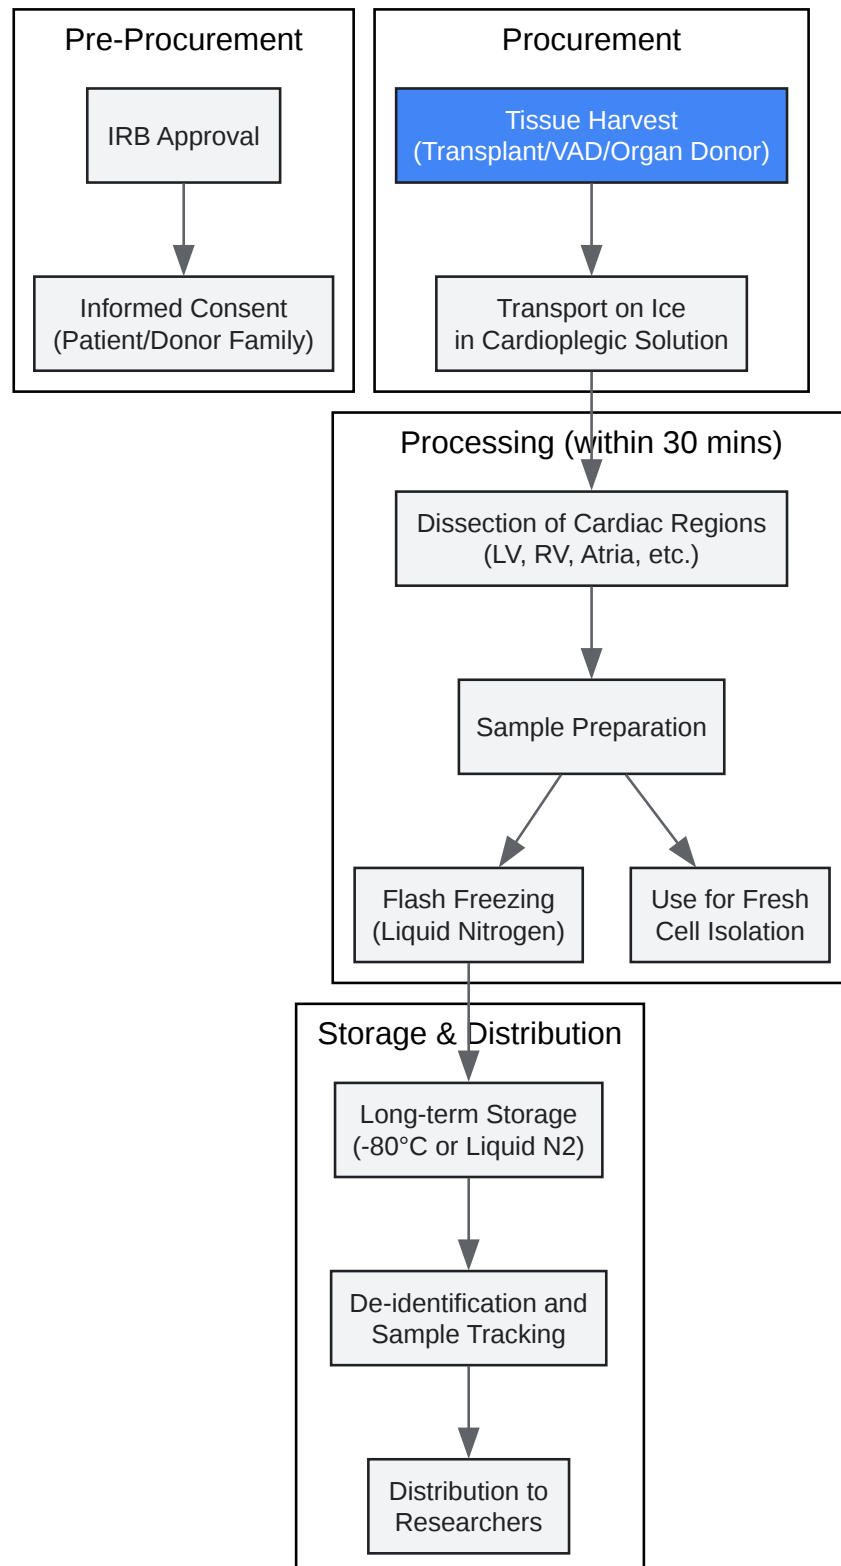 Pre-Procurement
IRB Approval
Informed Consent
(Patient/Donor Family)
Procurement
Tissue Harvest
(Transplant/VAD/Organ Donor)
Transport on Ice
in Cardioplegic Solution
Processing (within 30 mins)
Dissection of Cardiac Regions
(LV, RV, Atria, etc.)
Sample Preparation
Flash Freezing
(Liquid Nitrogen)
Use for Fresh
Cell Isolation
Storage & Distribution
Long-term Storage
(-80°C or Liquid N2)
De-identification and
Sample Tracking
Distribution to
Researchers